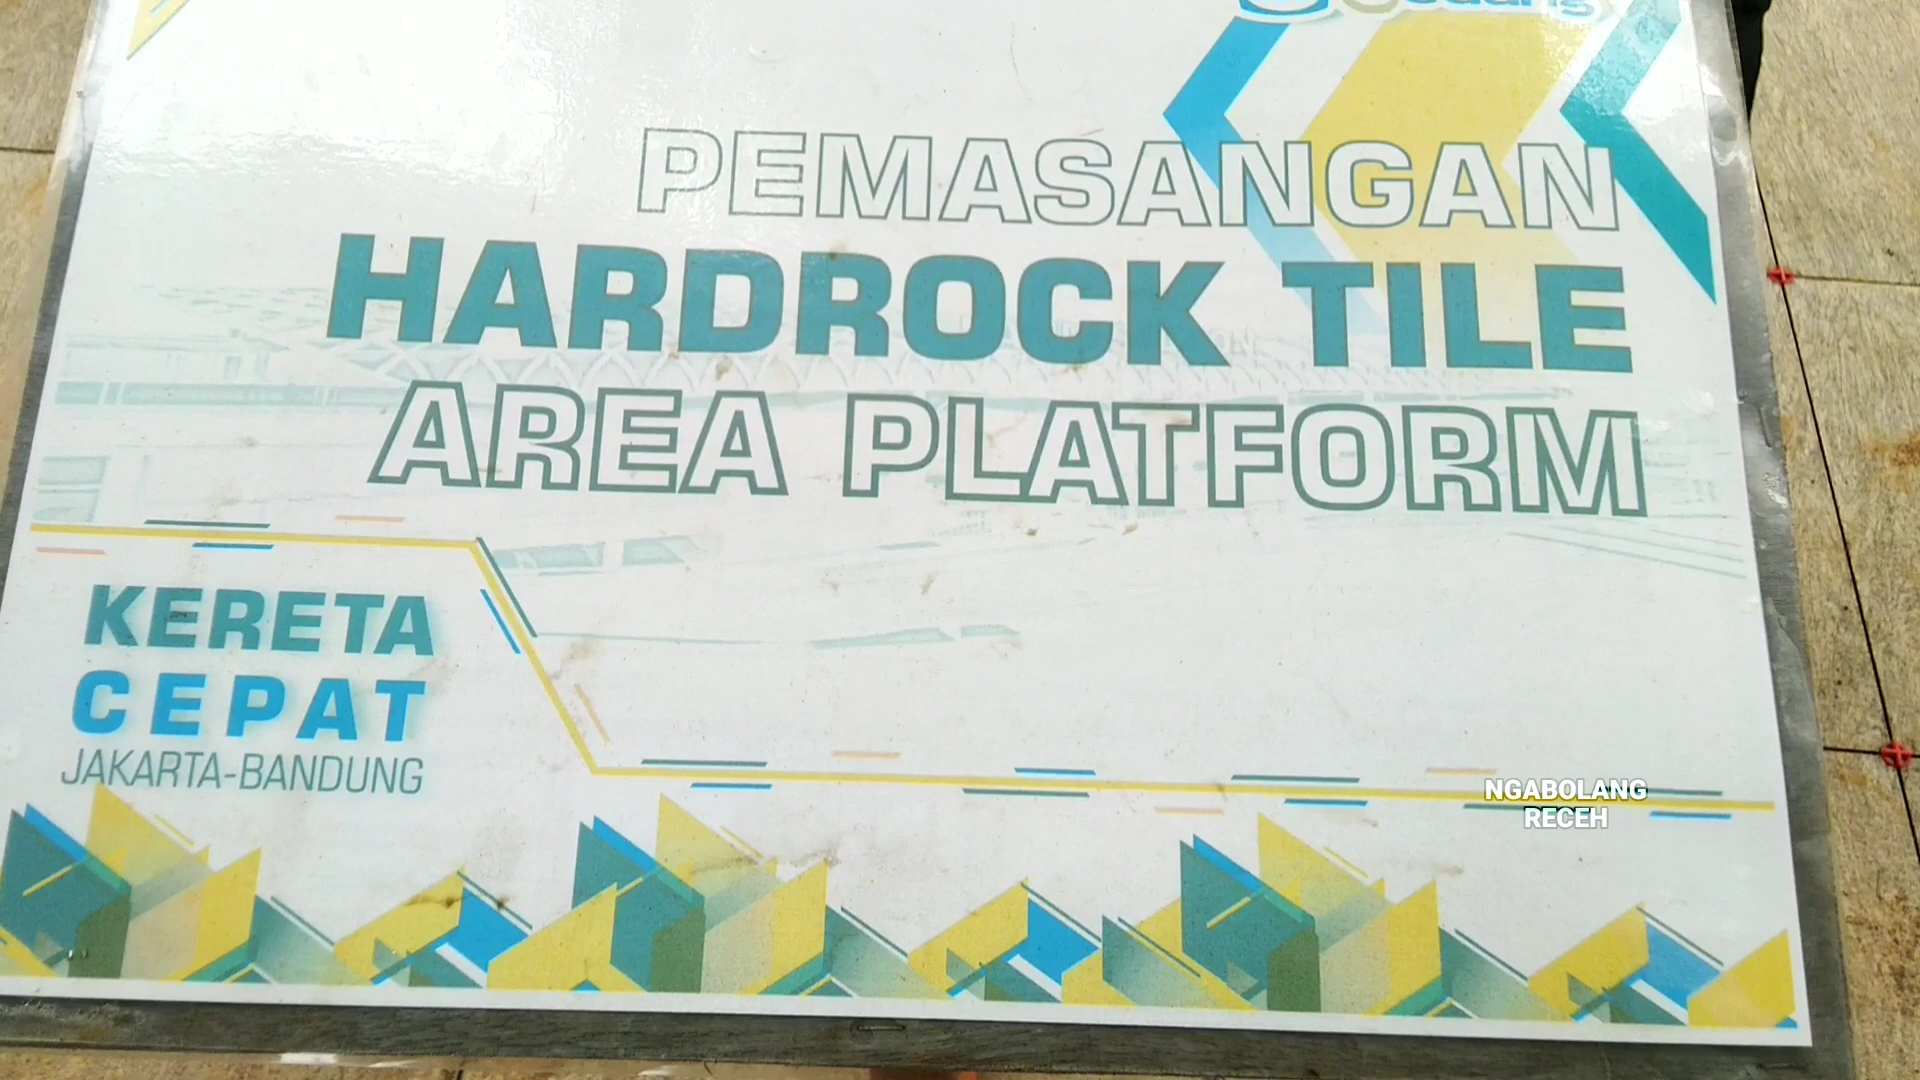 PEMASANGAN
HARDROCK TILE
AREA PLATFORM
KERETA
CEPAT
JAKARTA-BANDUNG
NGABOLANG
RECEH